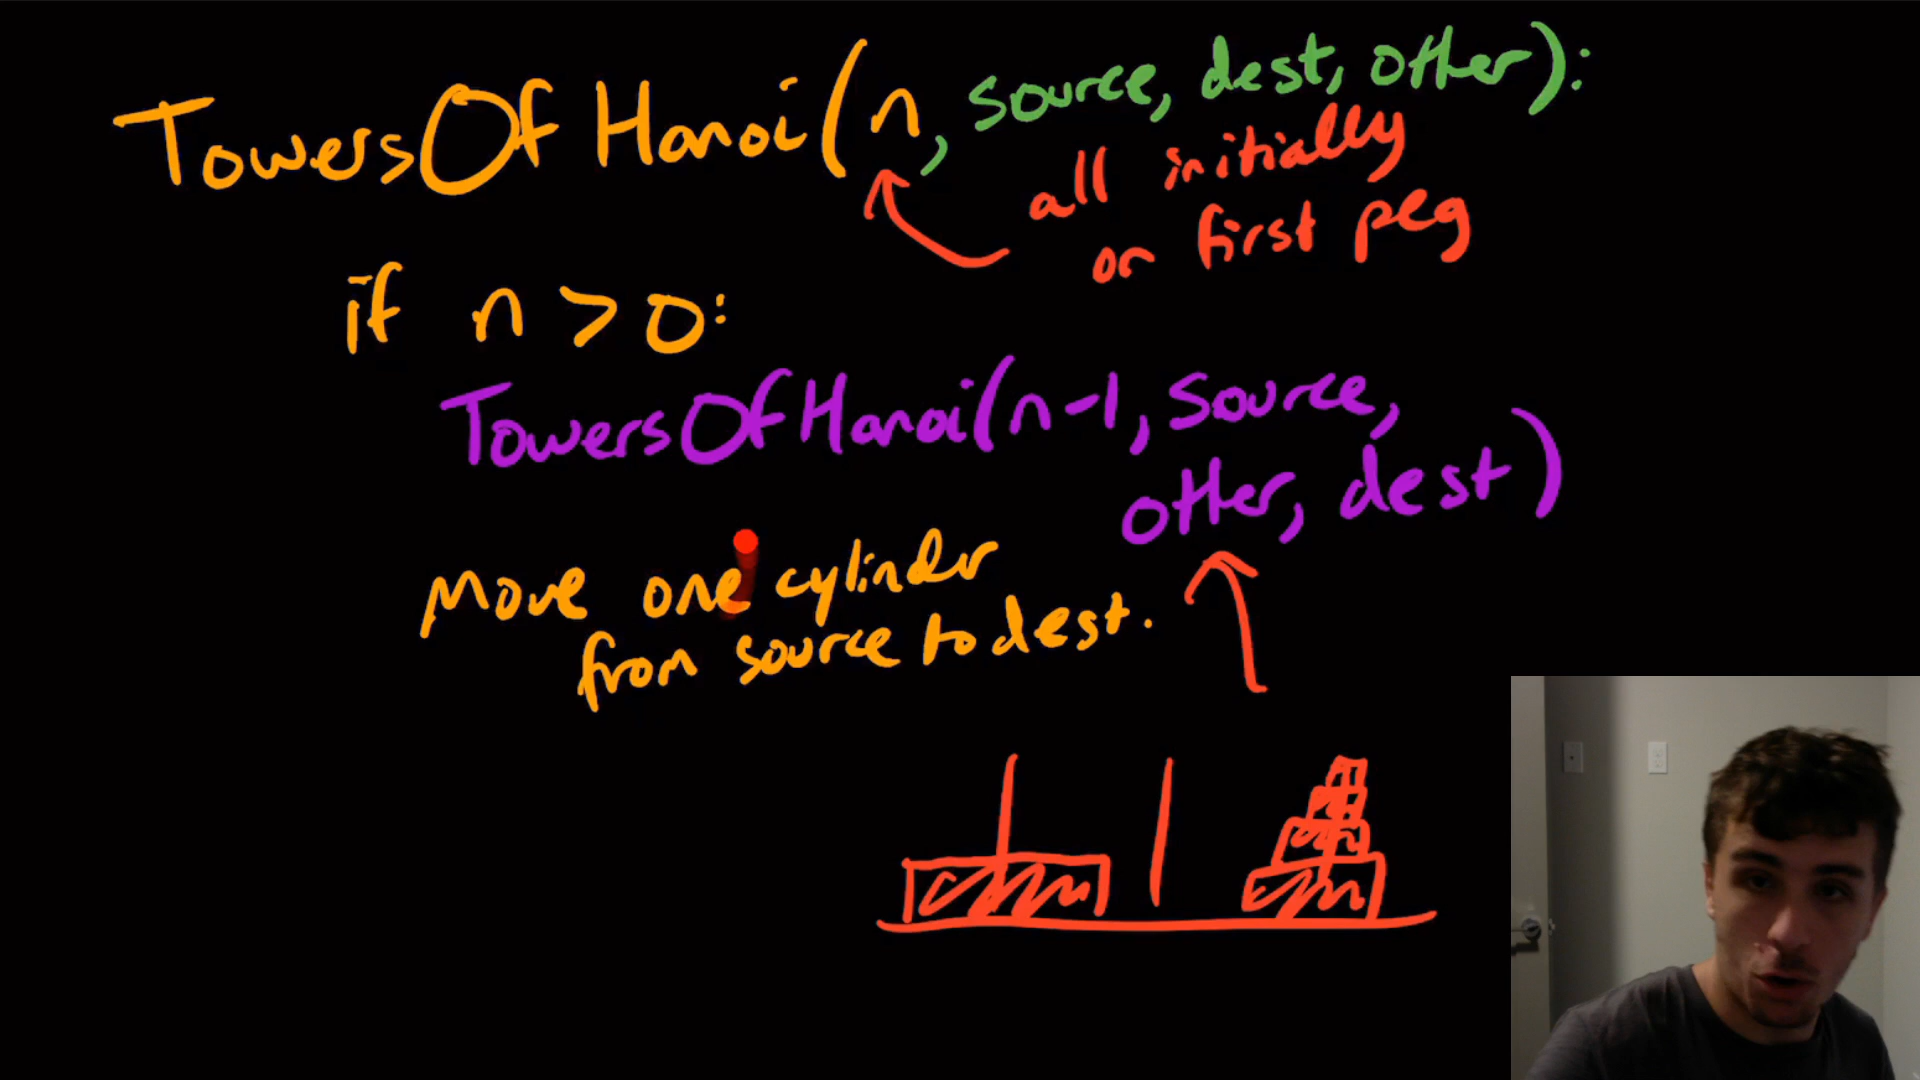 TowersOfHanoi(n, source, dest, other):
all initially
on first peg
if n > 0:
TowersOfHanoi(n-1, source,
other, dest)
Move one cylinder
from source to dest.